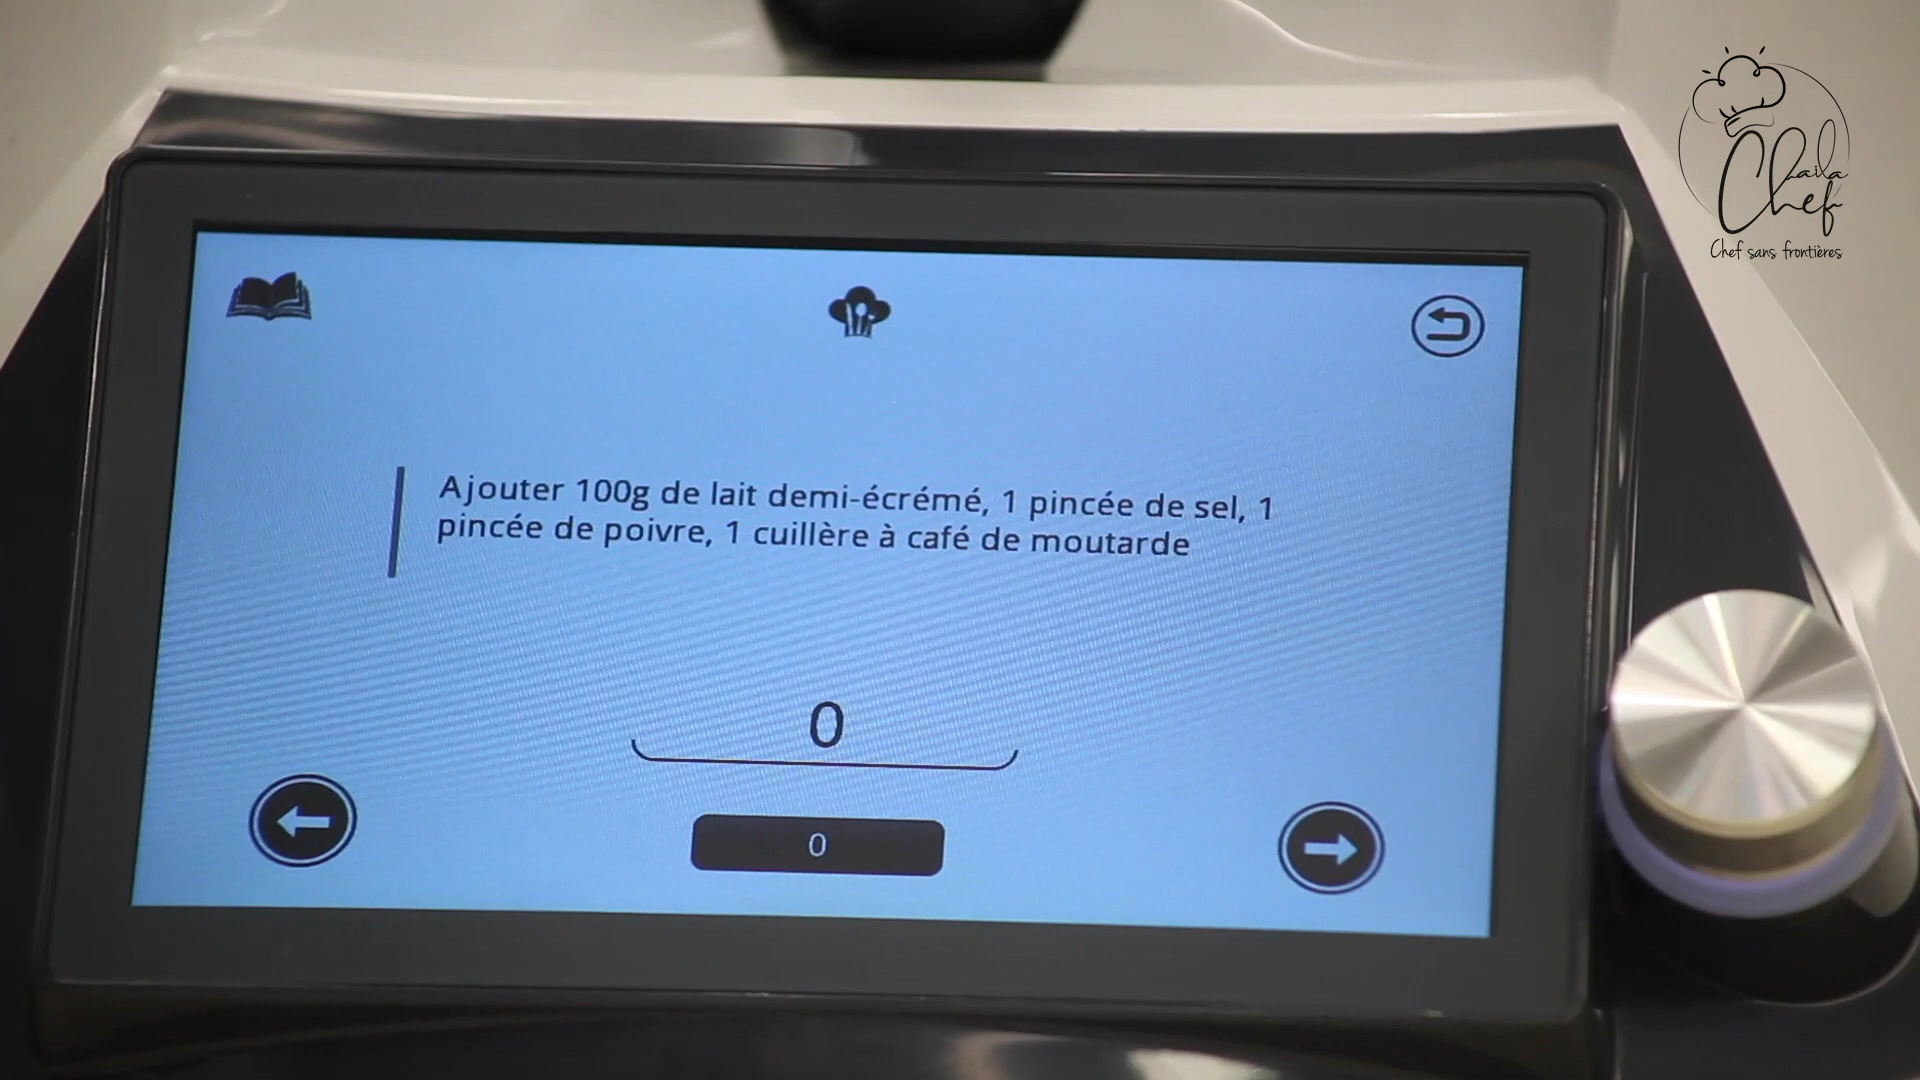 Chaila
Chef
Chef sans frontières
Ajouter 100g de lait demi-écrémé, 1 pincée de sel, 1
pincée de poivre, 1 cuillère à café de moutarde
0
0